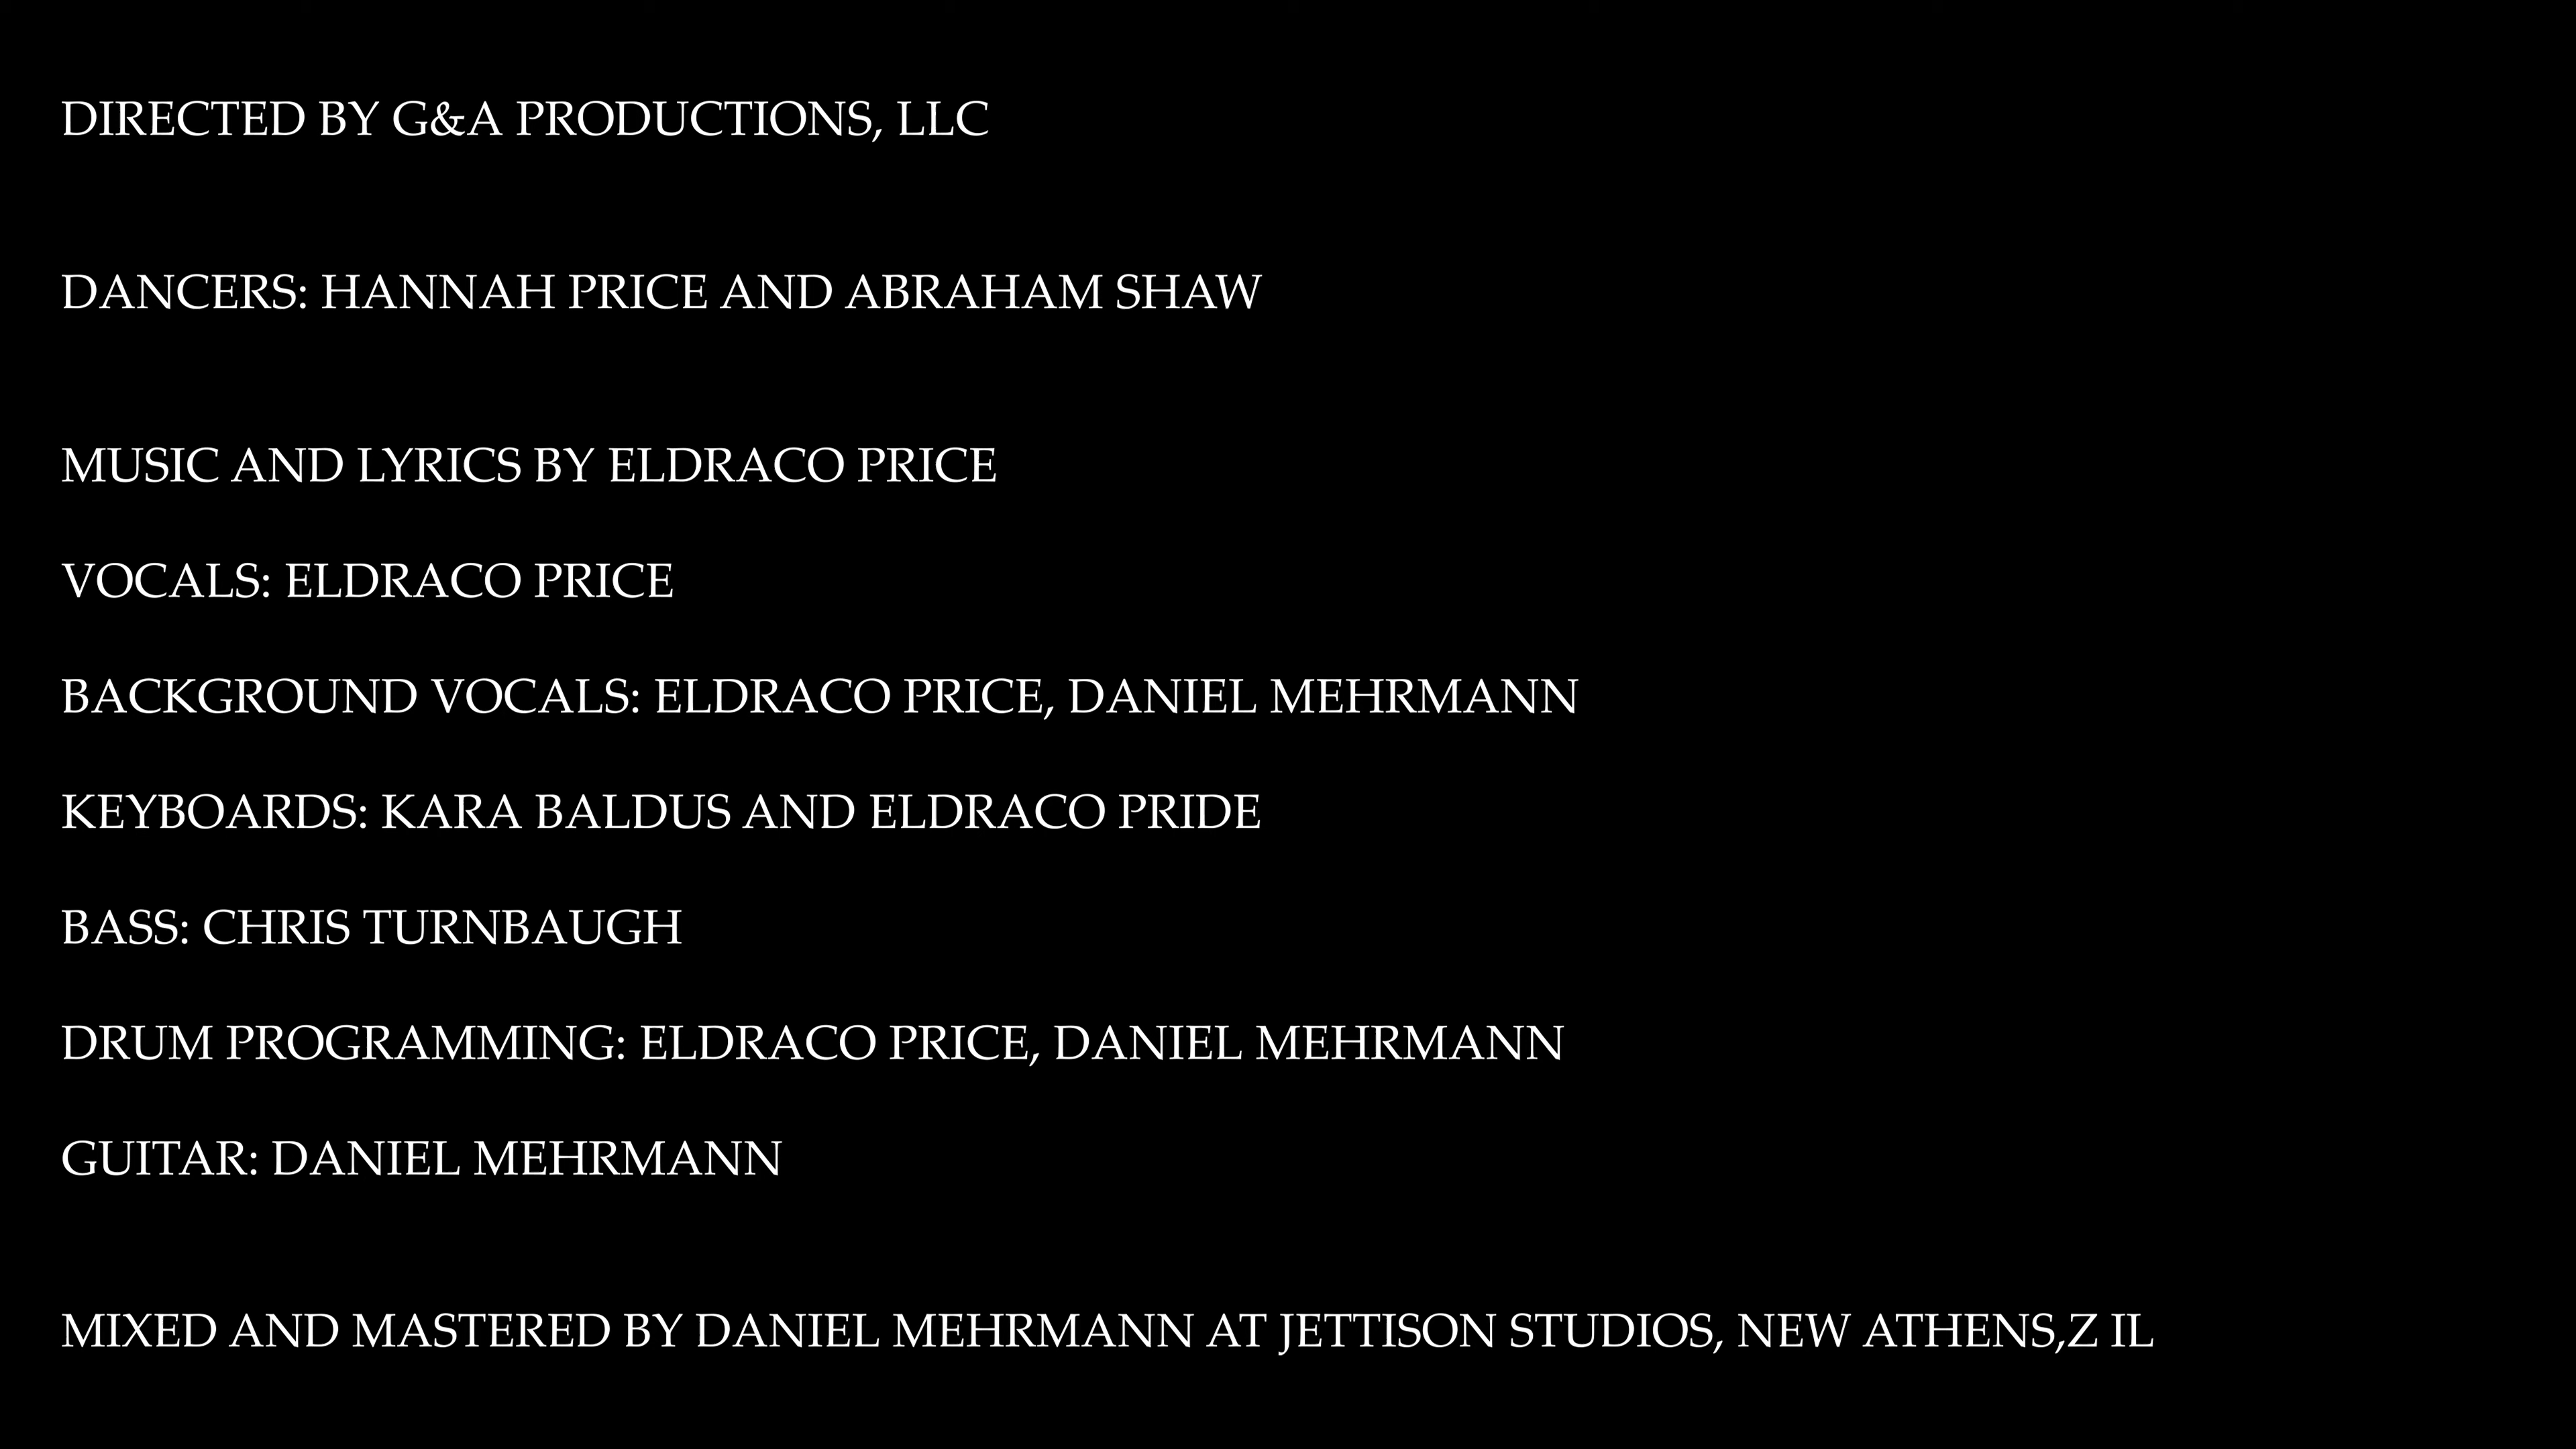 DIRECTED BY G&A PRODUCTIONS, LLC
DANCERS: HANNAH PRICE AND ABRAHAM SHAW
MUSIC AND LYRICS BY ELDRACO PRICE
VOCALS: ELDRACO PRICE
BACKGROUND VOCALS: ELDRACO PRICE, DANIEL MEHRMANN
KEYBOARDS: KARA BALDUS AND ELDRACO PRIDE
BASS: CHRIS TURNBAUGH
DRUM PROGRAMMING: ELDRACO PRICE, DANIEL MEHRMANN
GUITAR: DANIEL MEHRMANN
MIXED AND MASTERED BY DANIEL MEHRMANN AT JETTISON STUDIOS, NEW ATHENS,Z IL